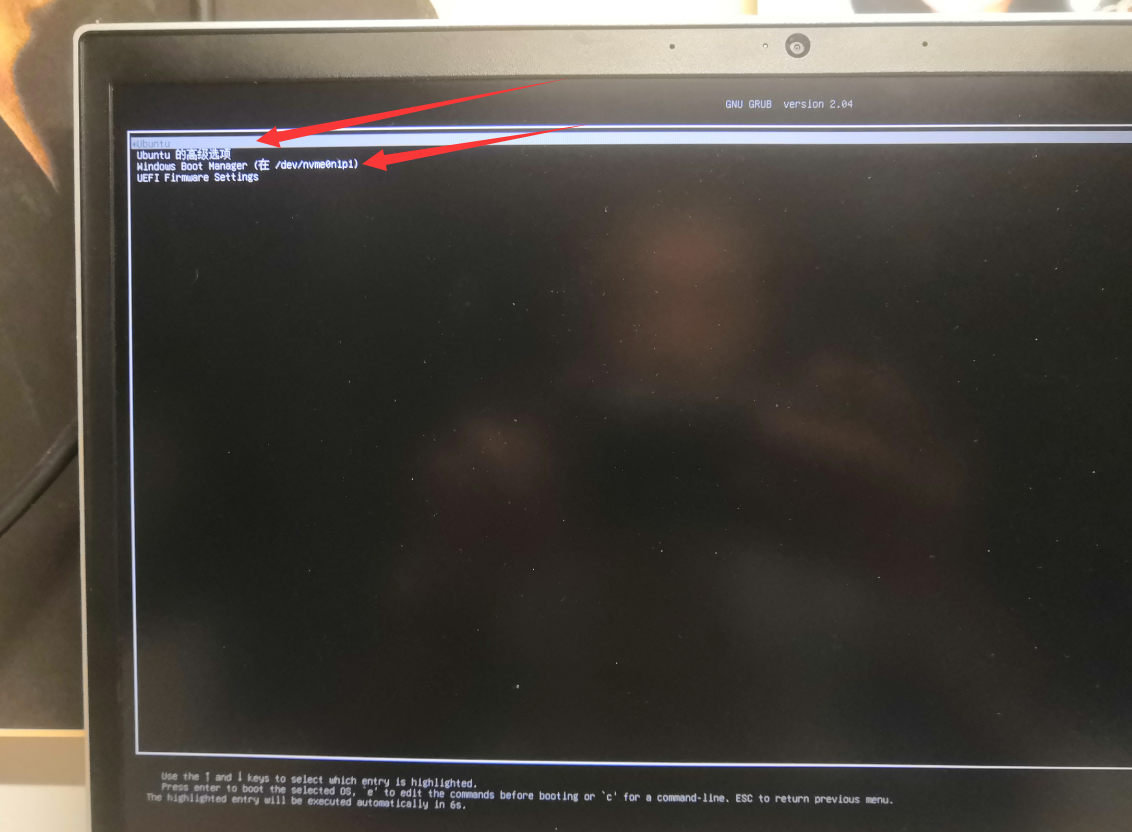 GNU GRUB version 2.04
*Ubuntu
Ubuntu 的高级选项
Windows Boot Manager (在 /dev/nvme0n1p1)
UEFI Firmware Settings
Use the ↑ and ↓ keys to select which entry is highlighted.
Press enter to boot the selected OS, `e' to edit the commands before booting or `c' for a command-line. ESC to return previous menu.
The highlighted entry will be executed automatically in 6s.